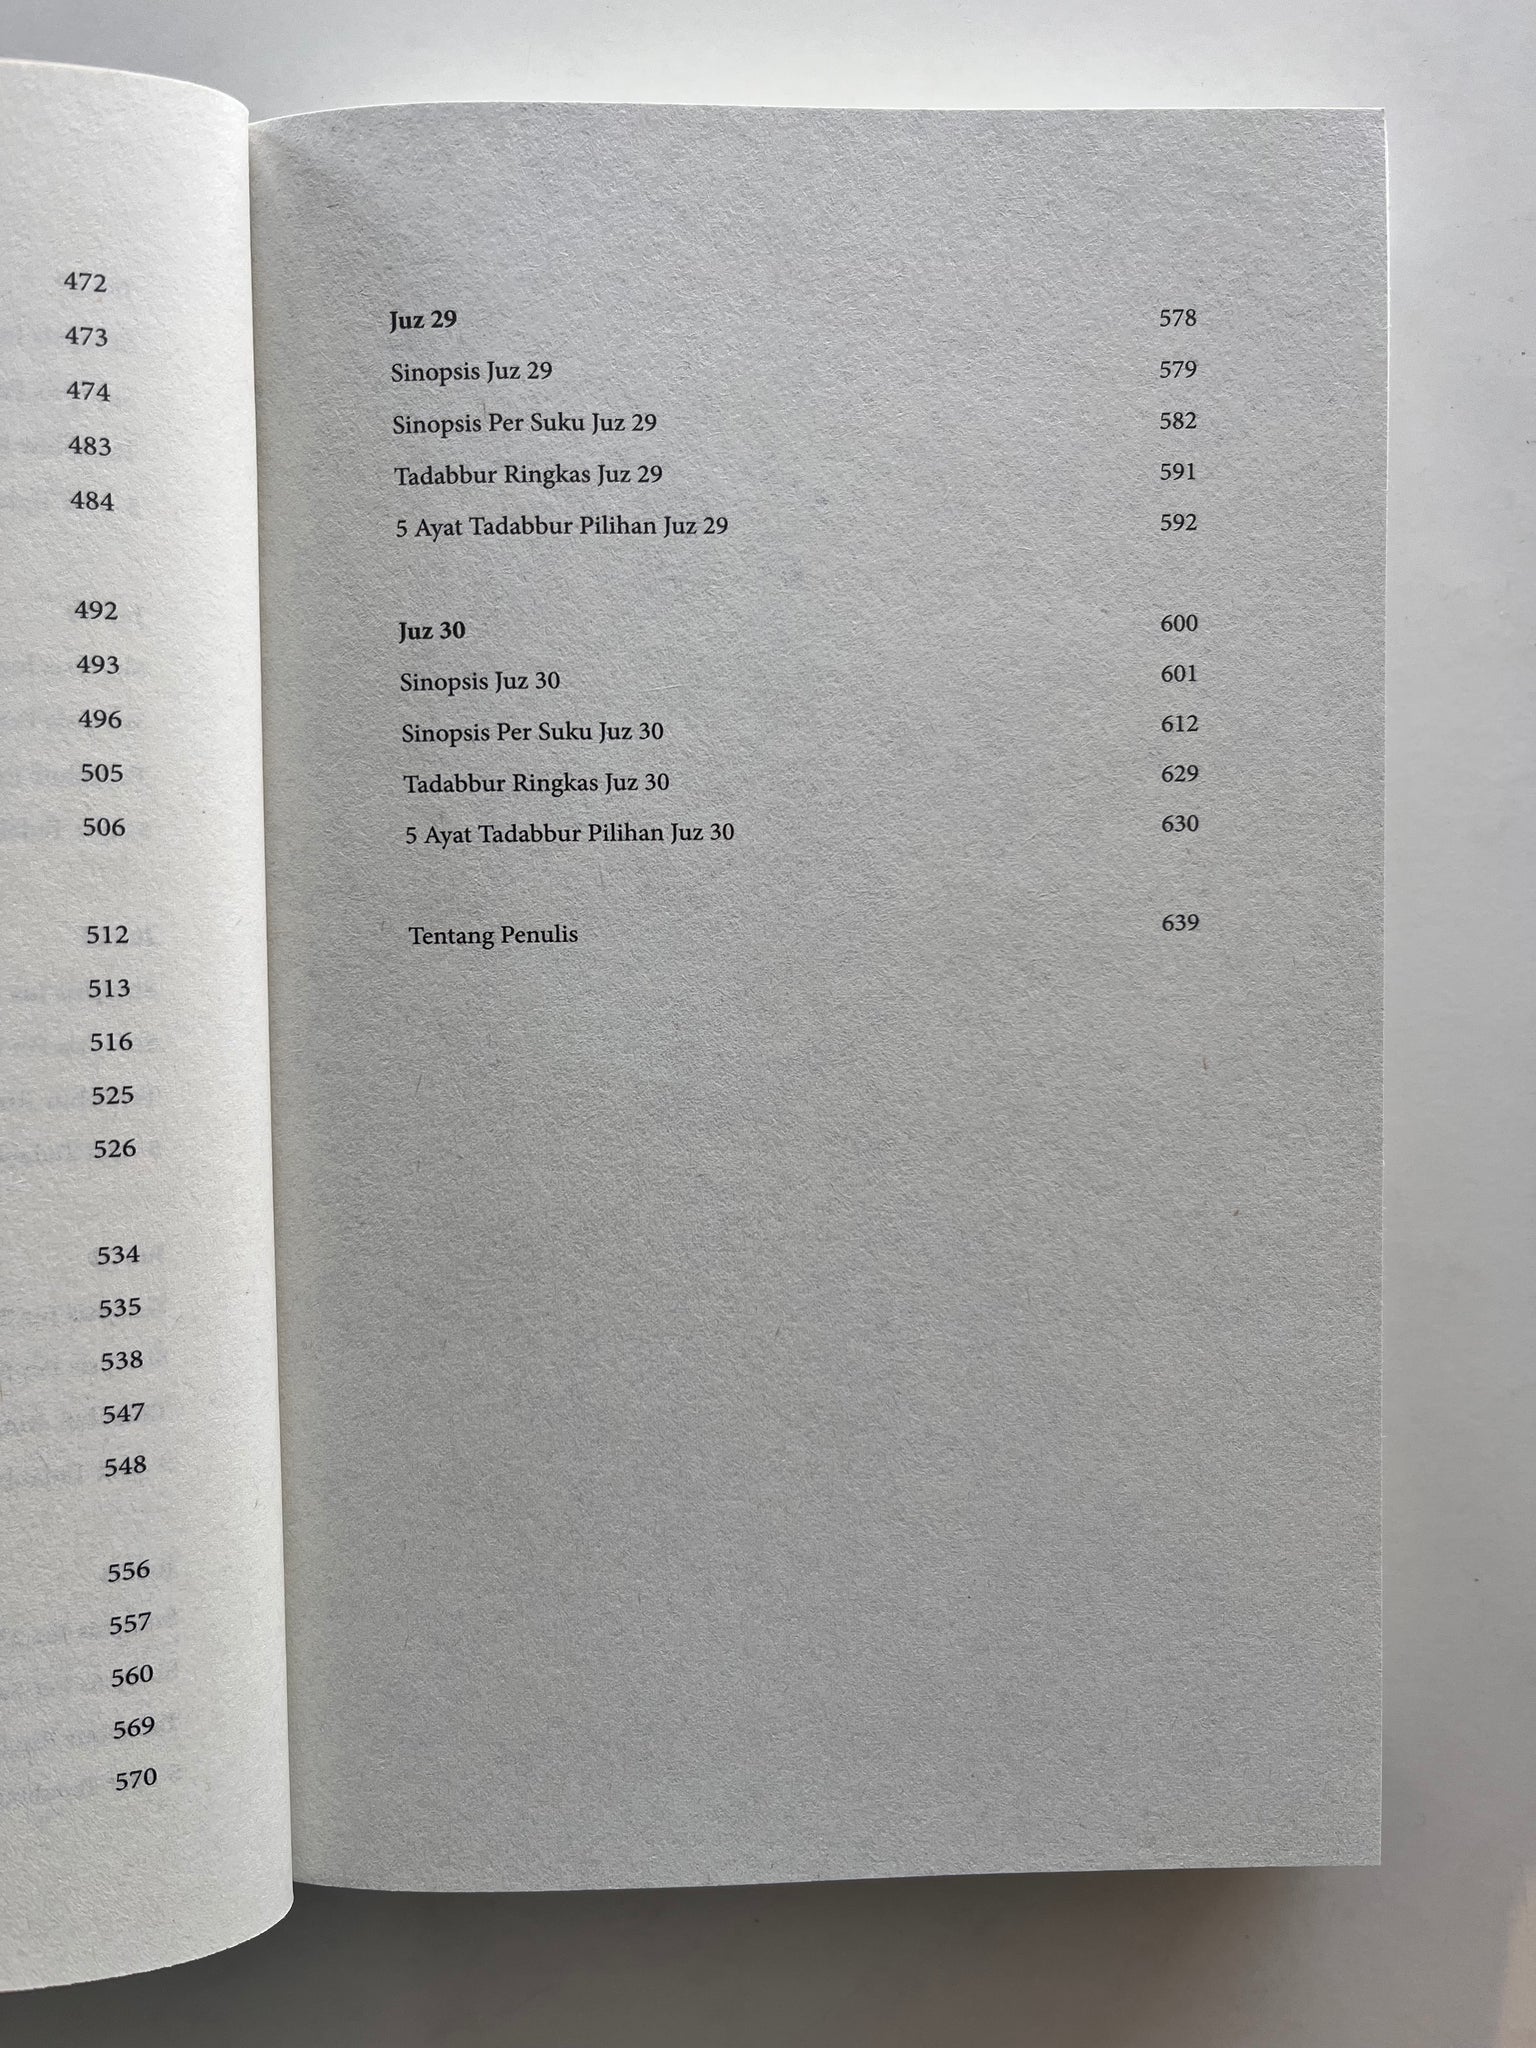 472
473
474
483
484
492
493
496
505
506
512
513
516
525
526
534
535
538
547
548
556
557
560
569
570
Juz 29 578
Sinopsis Juz 29 579
Sinopsis Per Suku Juz 29 582
Tadabbur Ringkas Juz 29 591
5 Ayat Tadabbur Pilihan Juz 29 592
Juz 30 600
Sinopsis Juz 30 601
Sinopsis Per Suku Juz 30 612
Tadabbur Ringkas Juz 30 629
5 Ayat Tadabbur Pilihan Juz 30 630
Tentang Penulis 639